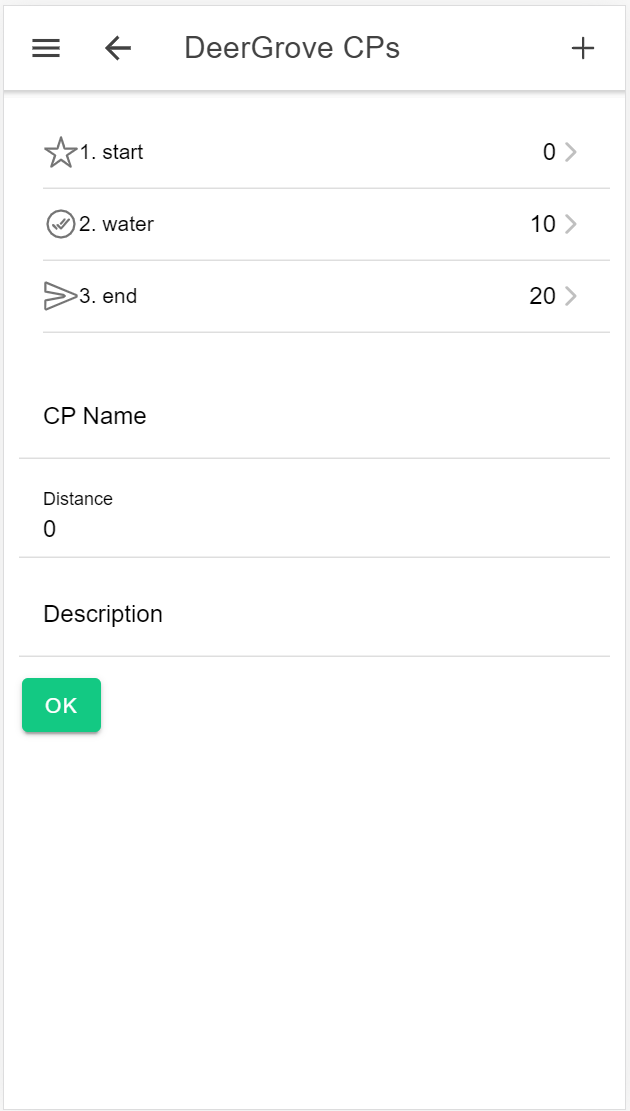 DeerGrove CPs
1. start 0
2. water 10
3. end 20
CP Name
Distance
0
Description
OK